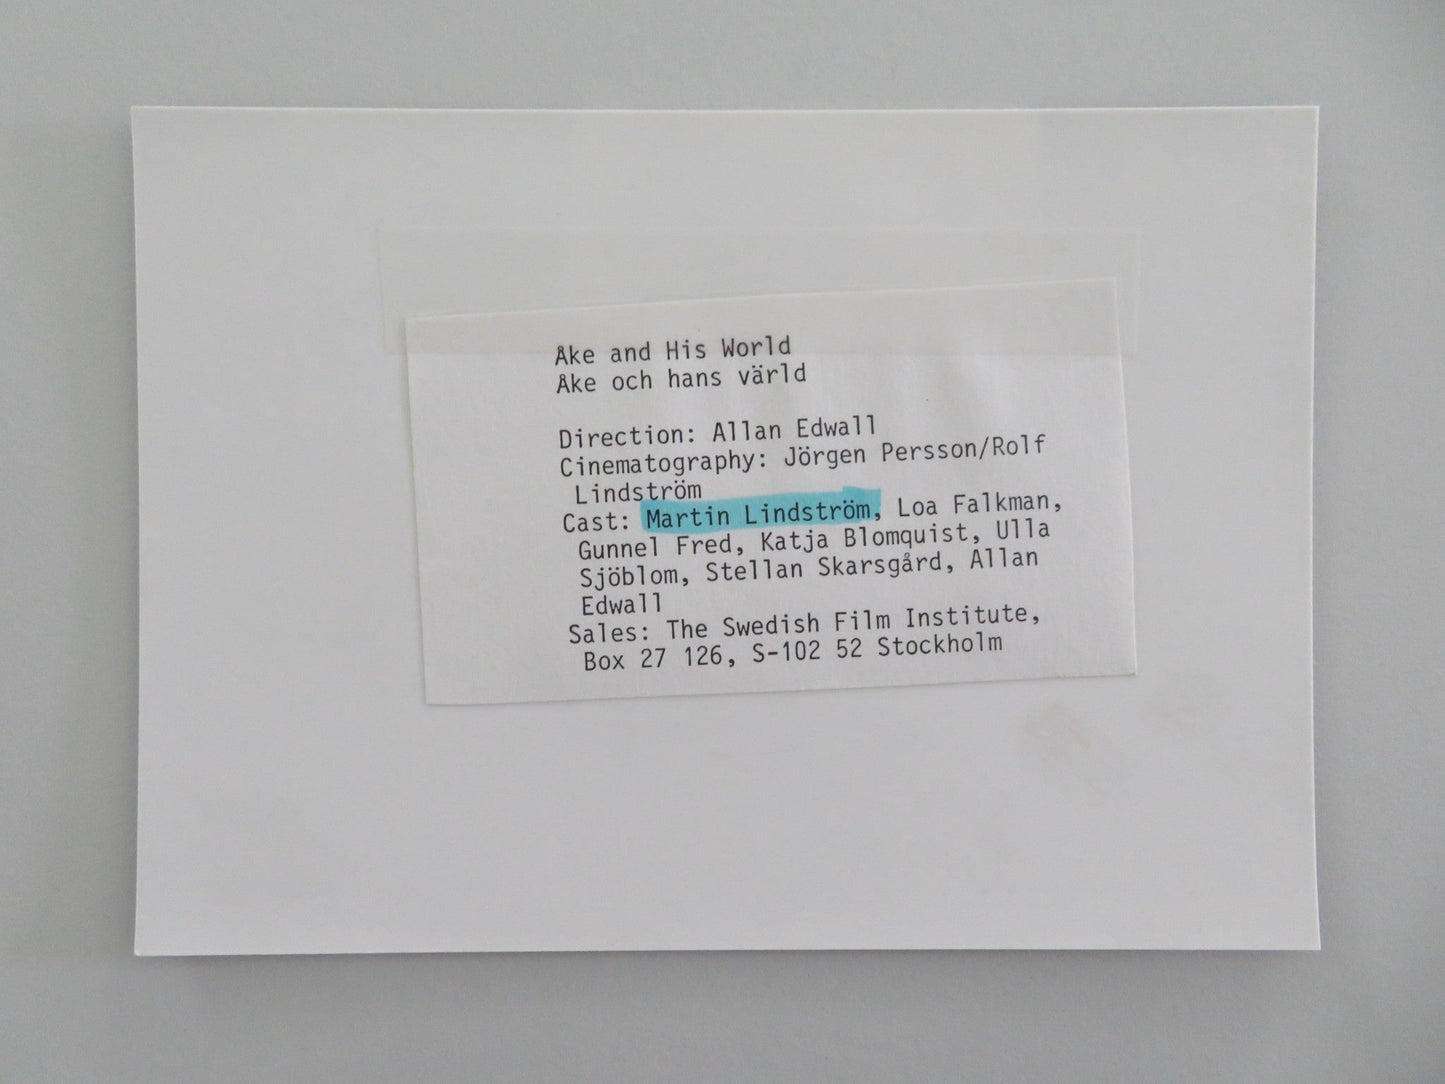 Åke and His World
Åke och hans värld
Direction: Allan Edwall
Cinematography: Jörgen Persson/Rolf
Lindström
Cast: Martin Lindström, Loa Falkman,
Gunnel Fred, Katja Blomquist, Ulla
Sjöblom, Stellan Skarsgård, Allan
Edwall
Sales: The Swedish Film Institute,
Box 27 126, S-102 52 Stockholm